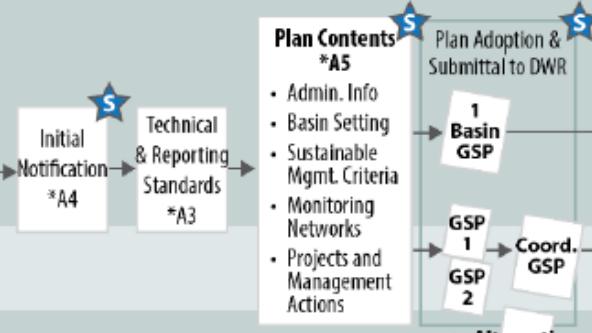 S
S
S
Initial
Notification
*A4
Technical
& Reporting
Standards
*A3
Plan Contents
*A5
• Admin. Info
• Basin Setting
• Sustainable
Mgmt. Criteria
• Monitoring
Networks
• Projects and
Management
Actions
Plan Adoption &
Submittal to DWR
1
Basin
GSP
GSP
1
GSP
2
Coord.
GSP